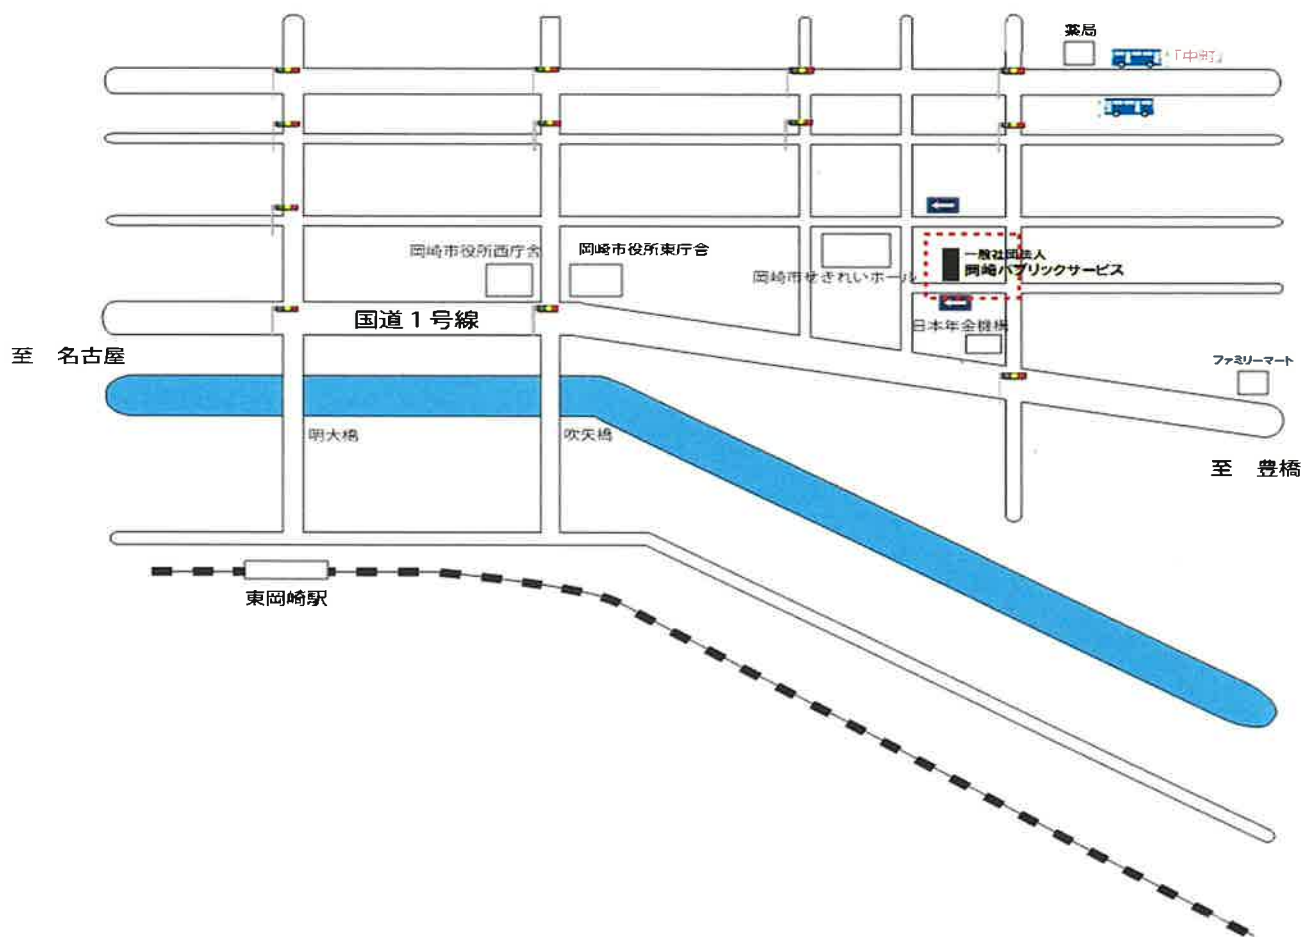 薬局
「中町」
岡崎市役所西庁舎
岡崎市役所東庁舎
一般社団法人
岡崎パブリックサービス
岡崎市せきれいホール
国道1号線
日本年金機構
至 名古屋
ファミリーマート
明大橋
吹矢橋
至 豊橋
東岡崎駅